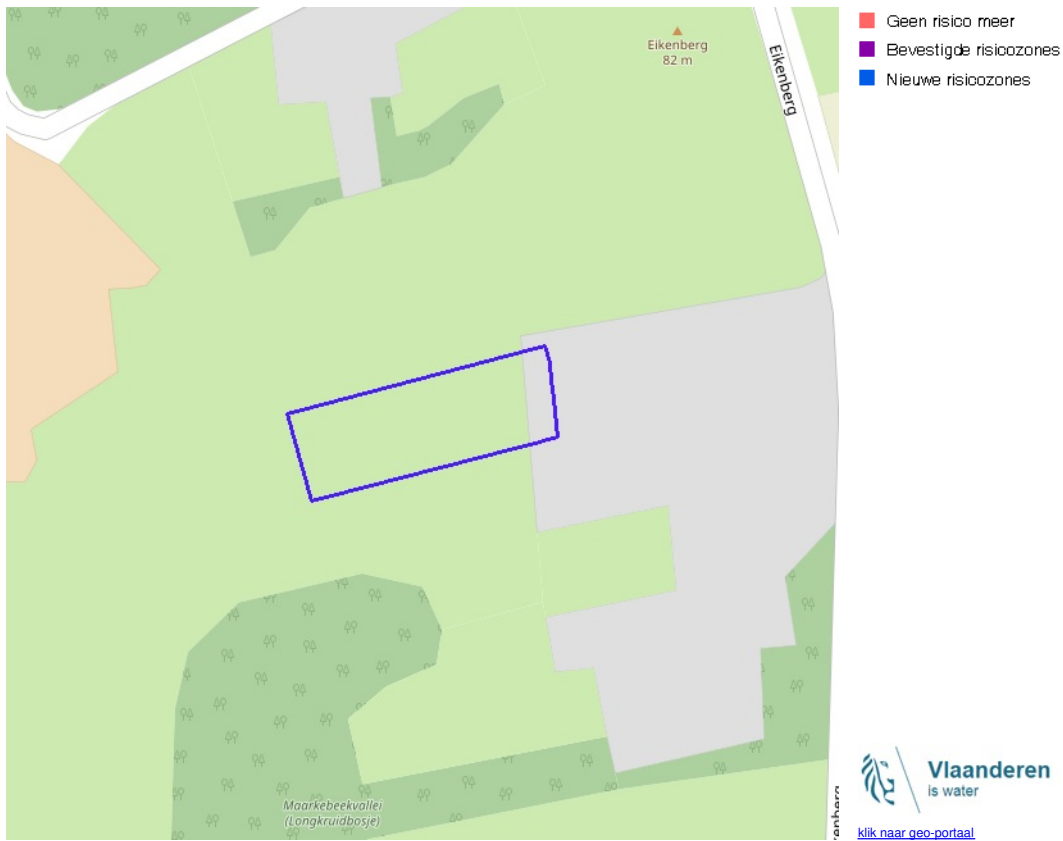 Eikenberg
82 m
Eikenberg
Maarkebeekvallei
(Longkruidbosje)
Geen risico meer
Bevestigde risicozones
Nieuwe risicozones
Vlaanderen
is water
klik naar geo-portaal